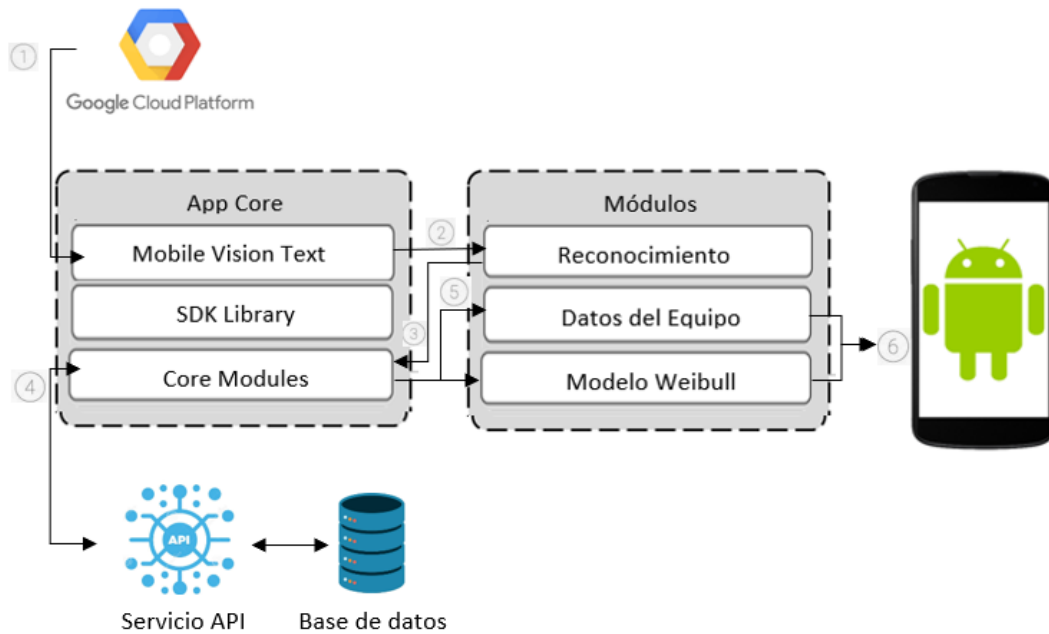 ①
Google Cloud Platform
App Core
Mobile Vision Text
SDK Library
Core Modules
②
③
⑤
Módulos
Reconocimiento
Datos del Equipo
Modelo Weibull
⑥
④
API
Servicio API
Base de datos